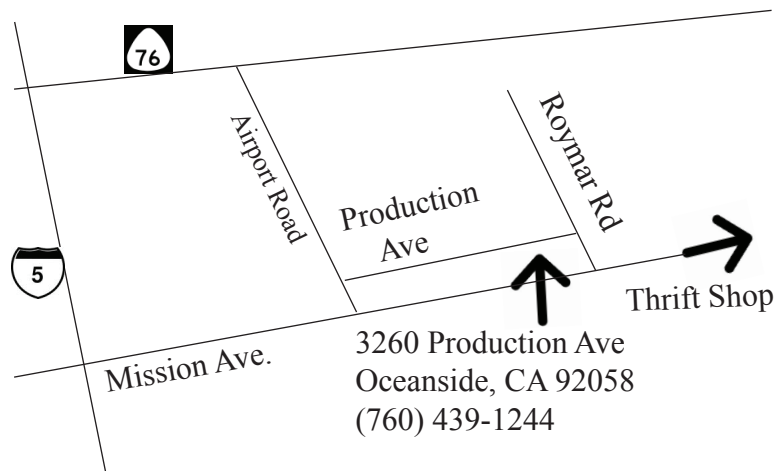 76
Airport Road
Roymar Rd
Production
Ave
5
Thrift Shop
Mission Ave.
3260 Production Ave
Oceanside, CA 92058
(760) 439-1244